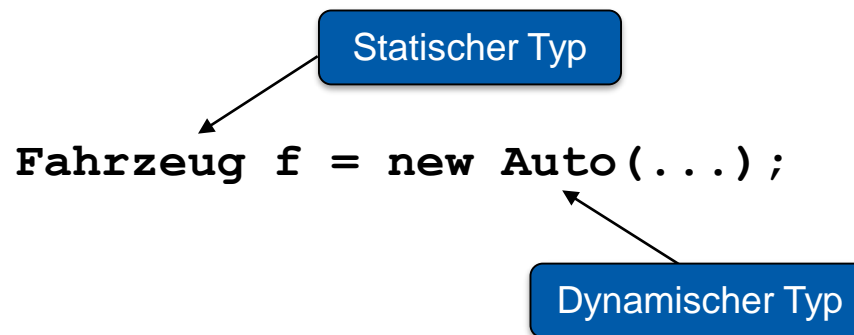 Statischer Typ
Fahrzeug f = new Auto(...);
Dynamischer Typ